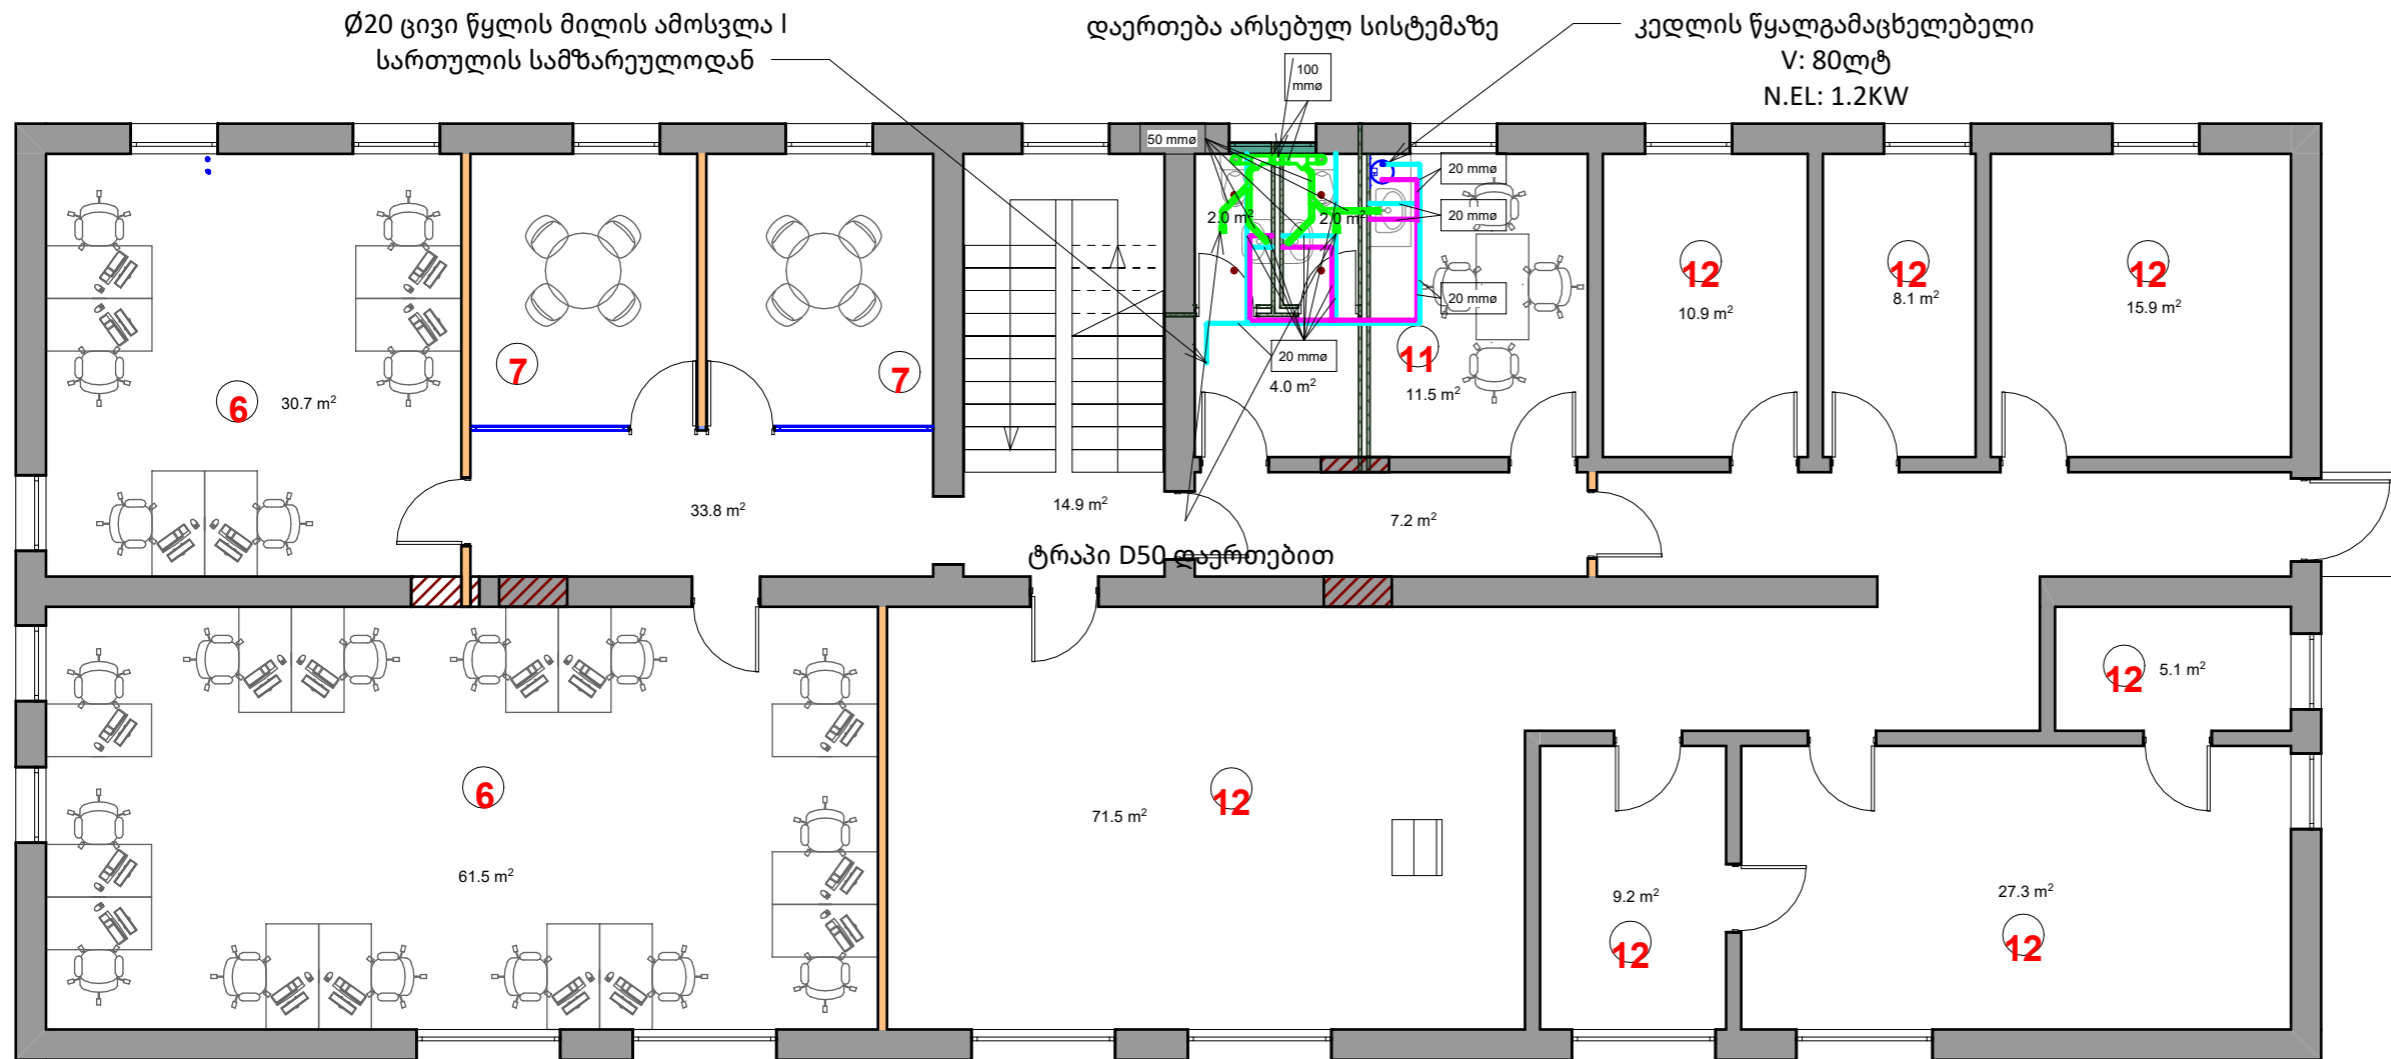 Ø20 ცივი წყლის მილის ამოსვლა I
სართულის სამზარეულოდან
დაერთება არსებულ სისტემაზე
კედლის წყალგამაცხელებელი
V: 80ლტ
N.EL: 1.2KW
100
mmø
50 mmø
20 mmø
20 mmø
20 mmø
20 mmø
2.0 m²
2.0 m²
4.0 m²
11
11.5 m²
12
10.9 m²
12
8.1 m²
12
15.9 m²
7
7
6
30.7 m²
33.8 m²
14.9 m²
7.2 m²
ტრაპი D50 დაერთებით
12
5.1 m²
6
61.5 m²
12
71.5 m²
9.2 m²
12
27.3 m²
12